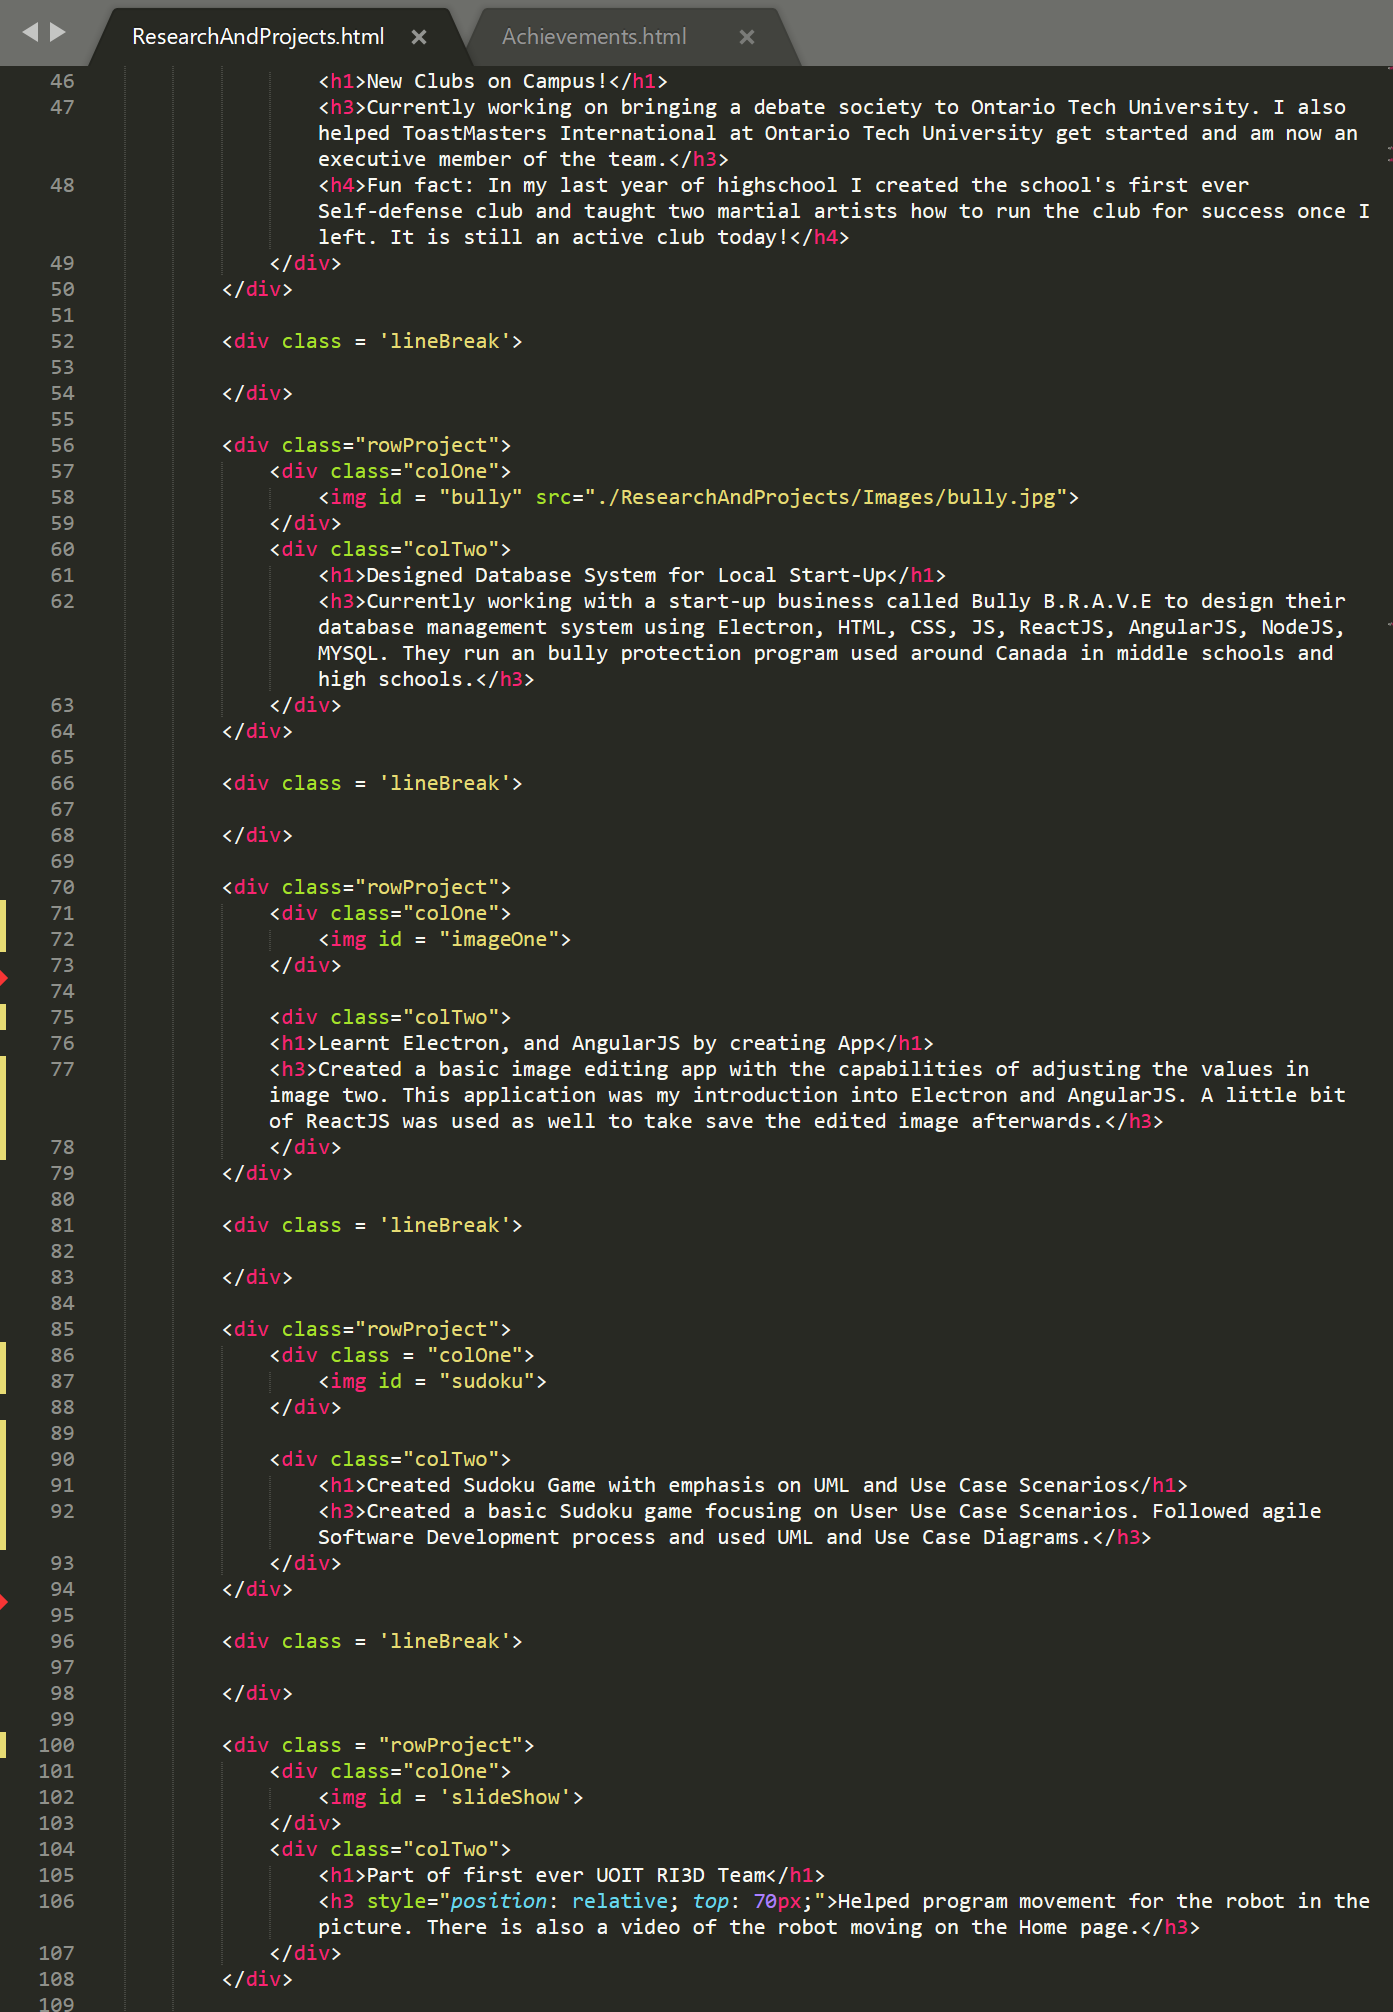 ResearchAndProjects.html × Achievements.html ×
46 <h1>New Clubs on Campus!</h1>
47 <h3>Currently working on bringing a debate society to Ontario Tech University. I also
helped ToastMasters International at Ontario Tech University get started and am now an
executive member of the team.</h3>
48 <h4>Fun fact: In my last year of highschool I created the school's first ever
Self-defense club and taught two martial artists how to run the club for success once I
left. It is still an active club today!</h4>
49 </div>
50 </div>
51
52 <div class = 'lineBreak'>
53
54 </div>
55
56 <div class="rowProject">
57 <div class="colOne">
58 <img id = "bully" src="./ResearchAndProjects/Images/bully.jpg">
59 </div>
60 <div class="colTwo">
61 <h1>Designed Database System for Local Start-Up</h1>
62 <h3>Currently working with a start-up business called Bully B.R.A.V.E to design their
database management system using Electron, HTML, CSS, JS, ReactJS, AngularJS, NodeJS,
MYSQL. They run an bully protection program used around Canada in middle schools and
high schools.</h3>
63 </div>
64 </div>
65
66 <div class = 'lineBreak'>
67
68 </div>
69
70 <div class="rowProject">
71 <div class="colOne">
72 <img id = "imageOne">
73 </div>
74
75 <div class="colTwo">
76 <h1>Learnt Electron, and AngularJS by creating App</h1>
77 <h3>Created a basic image editing app with the capabilities of adjusting the values in
image two. This application was my introduction into Electron and AngularJS. A little bit
of ReactJS was used as well to take save the edited image afterwards.</h3>
78 </div>
79 </div>
80
81 <div class = 'lineBreak'>
82
83 </div>
84
85 <div class="rowProject">
86 <div class = "colOne">
87 <img id = "sudoku">
88 </div>
89
90 <div class="colTwo">
91 <h1>Created Sudoku Game with emphasis on UML and Use Case Scenarios</h1>
92 <h3>Created a basic Sudoku game focusing on User Use Case Scenarios. Followed agile
Software Development process and used UML and Use Case Diagrams.</h3>
93 </div>
94 </div>
95
96 <div class = 'lineBreak'>
97
98 </div>
99
100 <div class = "rowProject">
101 <div class="colOne">
102 <img id = 'slideShow'>
103 </div>
104 <div class="colTwo">
105 <h1>Part of first ever UOIT RI3D Team</h1>
106 <h3 style="position: relative; top: 70px;">Helped program movement for the robot in the
picture. There is also a video of the robot moving on the Home page.</h3>
107 </div>
108 </div>
109